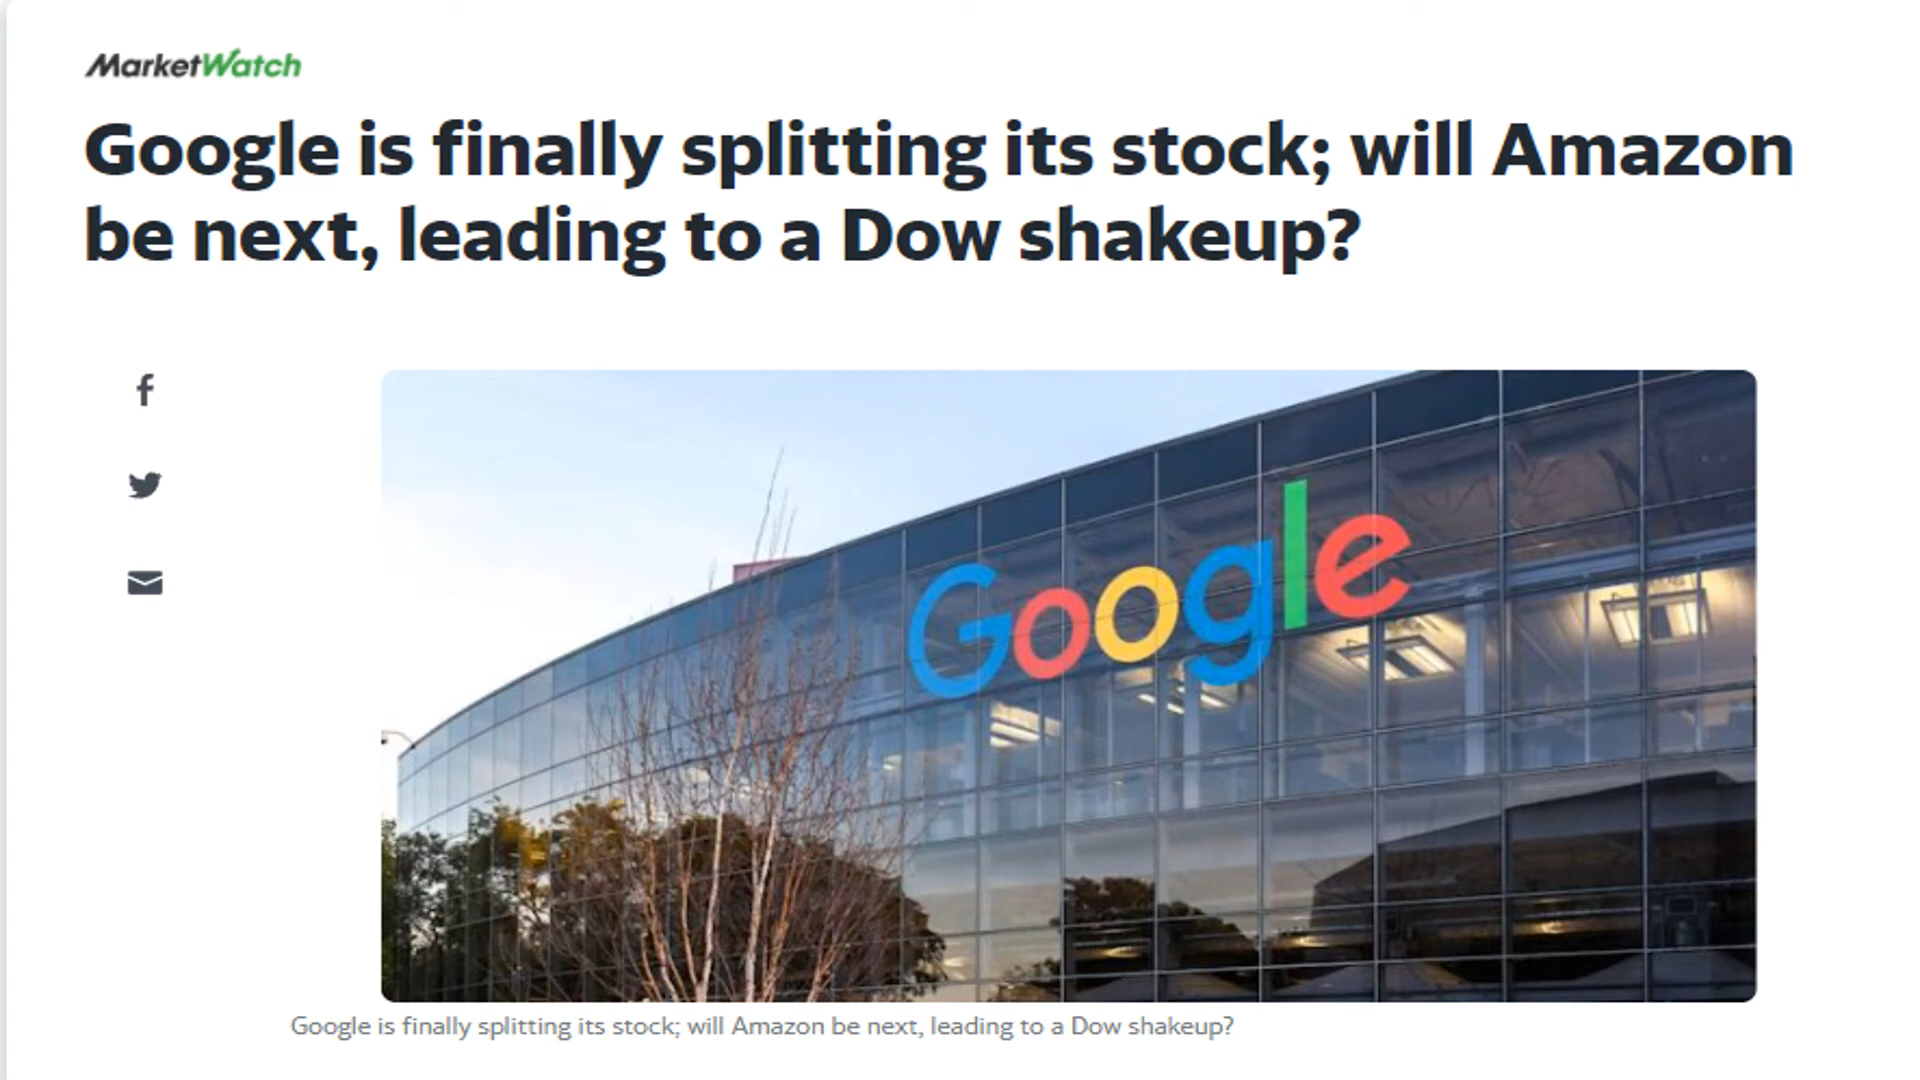 MarketWatch
Google is finally splitting its stock; will Amazon
be next, leading to a Dow shakeup?
Google
Google is finally splitting its stock; will Amazon be next, leading to a Dow shakeup?